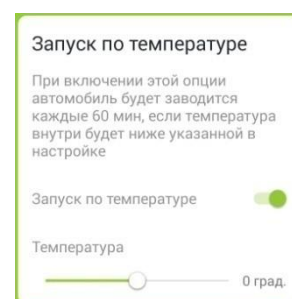 Запуск по температуре
При включении этой опции
автомобиль будет заводится
каждые 60 мин, если температура
внутри будет ниже указанной в
настройке
Запуск по температуре
Температура
0 град.